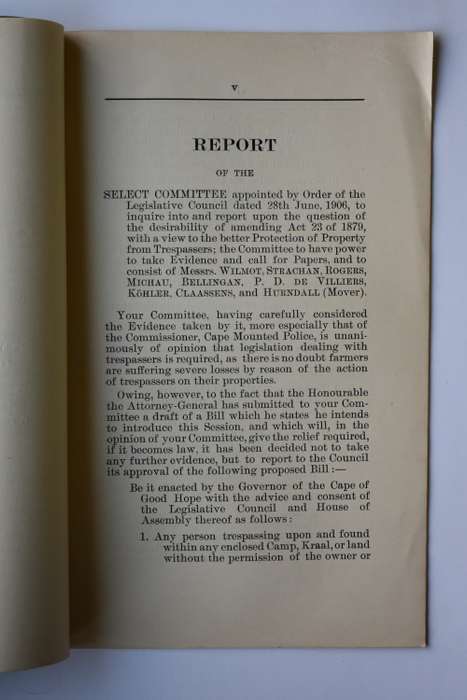 v
REPORT
OF THE
SELECT COMMITTEE appointed by Order of the
Legislative Council dated 28th June, 1906, to
inquire into and report upon the question of
the desirability of amending Act 23 of 1879,
with a view to the better Protection of Property
from Trespassers; the Committee to have power
to take Evidence and call for Papers, and to
consist of Messrs. WILMOT, STRACHAN, ROGERS,
MICHAU, BELLINGAN, P. D. DE VILLIERS,
KÖHLER, CLAASSENS, and HURNDALL (Mover).
Your Committee, having carefully considered
the Evidence taken by it, more especially that of
the Commissioner, Cape Mounted Police, is unani-
mously of opinion that legislation dealing with
trespassers is required, as there is no doubt farmers
are suffering severe losses by reason of the action
of trespassers on their properties.
Owing, however, to the fact that the Honourable
the Attorney-General has submitted to your Com-
mittee a draft of a Bill which he states he intends
to introduce this Session, and which will, in the
opinion of your Committee, give the relief required,
if it becomes law, it has been decided not to take
any further evidence, but to report to the Council
its approval of the following proposed Bill :—
Be it enacted by the Governor of the Cape of
Good Hope with the advice and consent of
the Legislative Council and House of
Assembly thereof as follows :
1. Any person trespassing upon and found
within any enclosed Camp, Kraal, or land
without the permission of the owner or